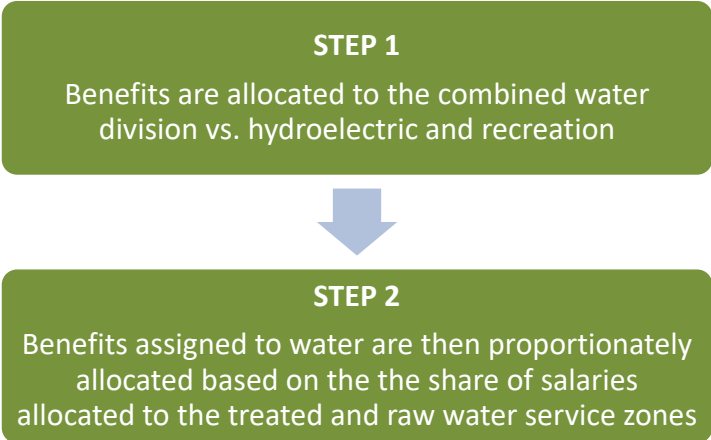 STEP 1
Benefits are allocated to the combined water
division vs. hydroelectric and recreation
STEP 2
Benefits assigned to water are then proportionately
allocated based on the the share of salaries
allocated to the treated and raw water service zones